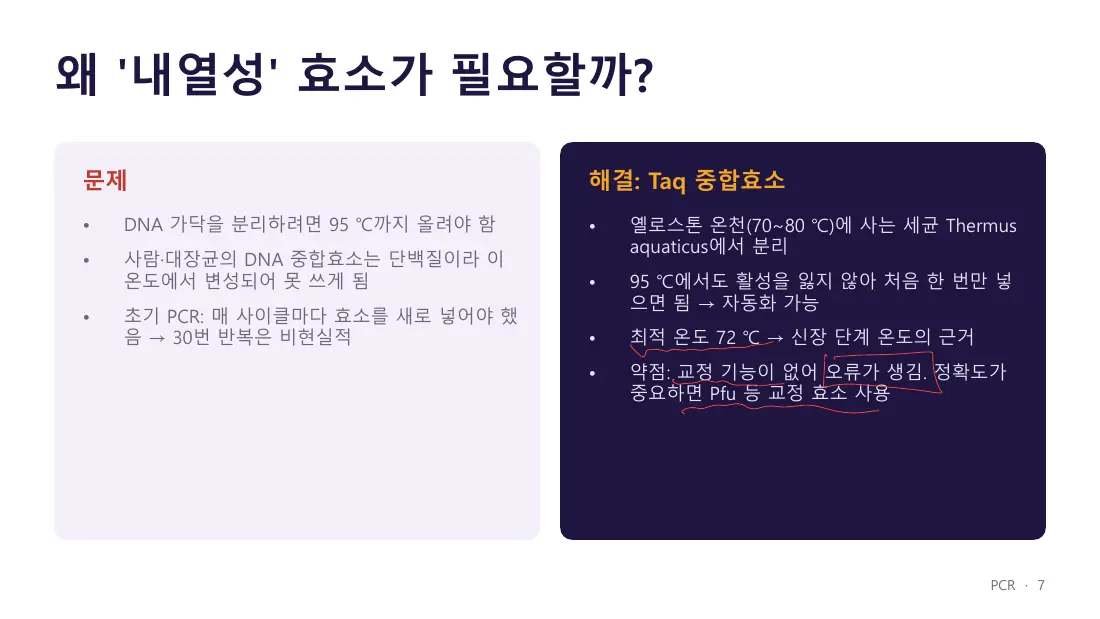 왜 '내열성' 효소가 필요할까?
문제
• DNA 가닥을 분리하려면 95 ℃까지 올려야 함
• 사람·대장균의 DNA 중합효소는 단백질이라 이
온도에서 변성되어 못 쓰게 됨
• 초기 PCR: 매 사이클마다 효소를 새로 넣어야 했
음 → 30번 반복은 비현실적
해결: Taq 중합효소
• 옐로스톤 온천(70~80 ℃)에 사는 세균 Thermus
aquaticus에서 분리
• 95 ℃에서도 활성을 잃지 않아 처음 한 번만 넣
으면 됨 → 자동화 가능
• 최적 온도 72 ℃ → 신장 단계 온도의 근거
• 약점: 교정 기능이 없어 오류가 생김. 정확도가
중요하면 Pfu 등 교정 효소 사용
PCR · 7